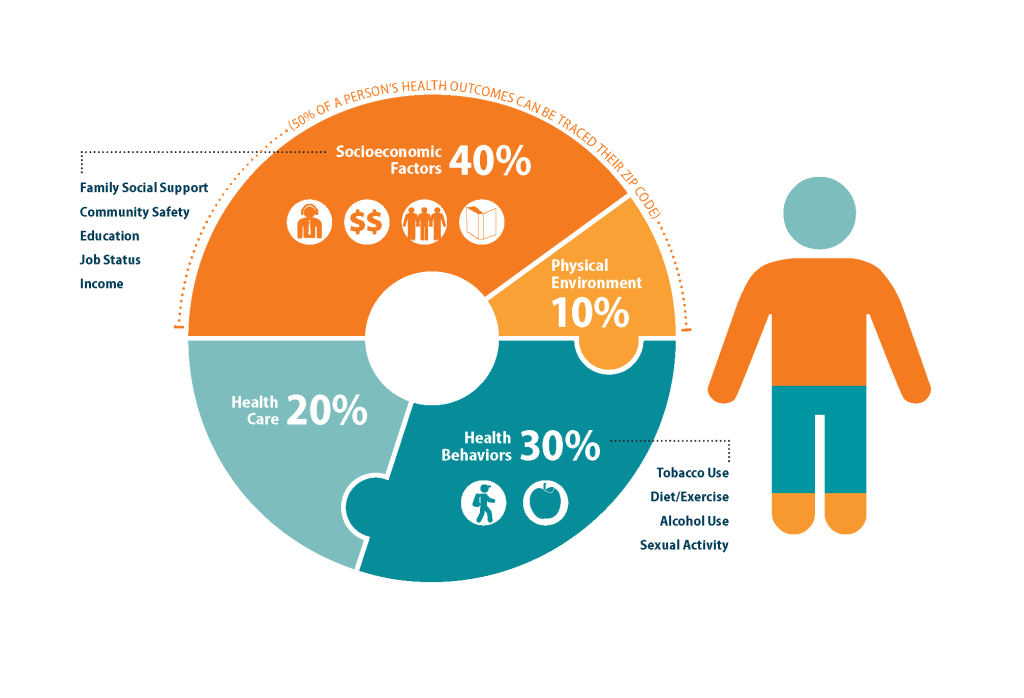 (50% OF A PERSON'S HEALTH OUTCOMES CAN BE TRACED THEIR ZIP CODE)
Socioeconomic
Factors
40%
$$
Family Social Support
Community Safety
Education
Job Status
Income
Physical
Environment
10%
Health
Care
20%
Health
Behaviors
30%
Tobacco Use
Diet/Exercise
Alcohol Use
Sexual Activity